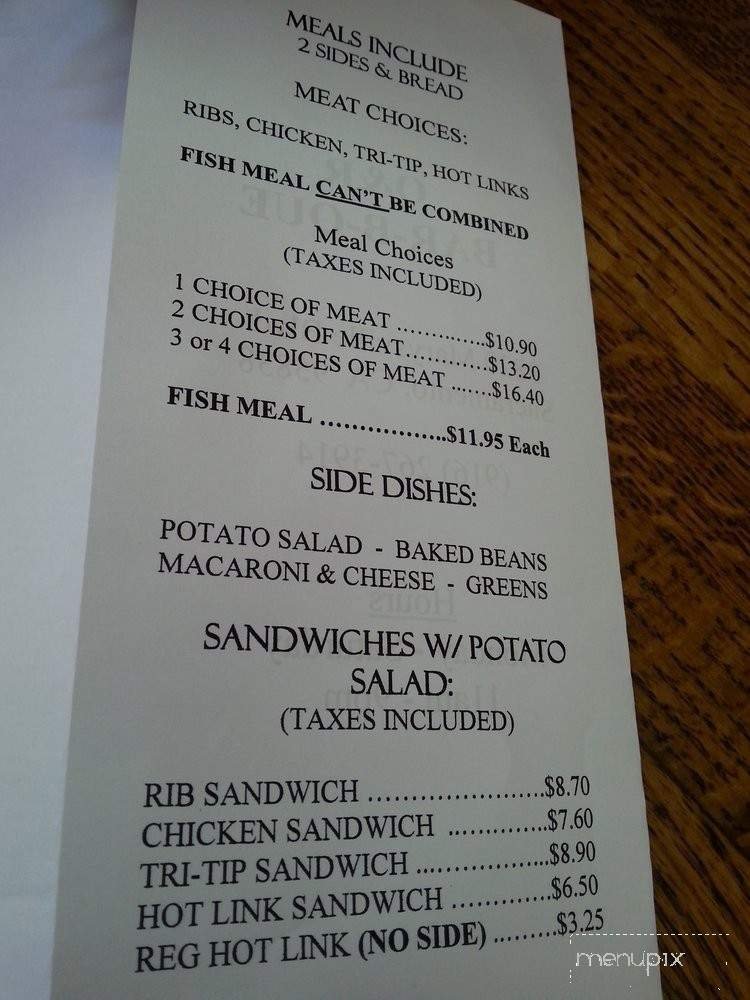 MEALS INCLUDE
2 SIDES & BREAD
MEAT CHOICES:
RIBS, CHICKEN, TRI-TIP, HOT LINKS
FISH MEAL CAN'T BE COMBINED
Meal Choices
(TAXES INCLUDED)
1 CHOICE OF MEAT ............$10.90
2 CHOICES OF MEAT............$13.20
3 or 4 CHOICES OF MEAT .......$16.40
FISH MEAL ..................$11.95 Each
SIDE DISHES:
POTATO SALAD - BAKED BEANS
MACARONI & CHEESE - GREENS
SANDWICHES W/ POTATO
SALAD:
(TAXES INCLUDED)
RIB SANDWICH ......................$8.70
CHICKEN SANDWICH ..............$7.60
TRI-TIP SANDWICH ..................$8.90
HOT LINK SANDWICH .............$6.50
REG HOT LINK (NO SIDE) .........$3.25
menupix